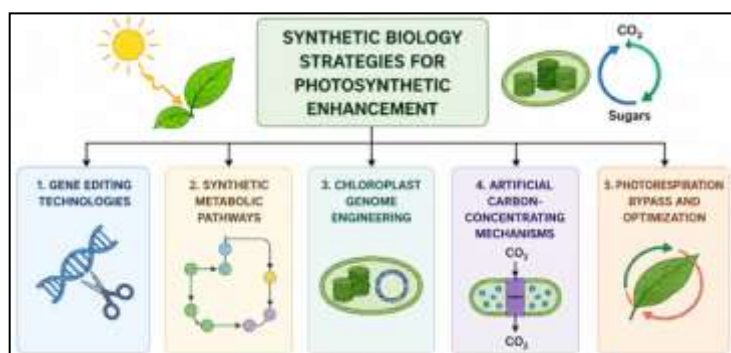 SYNTHETIC BIOLOGY
STRATEGIES FOR
PHOTOSYNTHETIC
ENHANCEMENT
CO₂
Sugars
1. GENE EDITING
TECHNOLOGIES
2. SYNTHETIC
METABOLIC
PATHWAYS
3. CHLOROPLAST
GENOME
ENGINEERING
4. ARTIFICIAL
CARBON-
CONCENTRATING
MECHANISMS
CO₂
CO₂
5. PHOTORESPIRATION
BYPASS AND
OPTIMIZATION